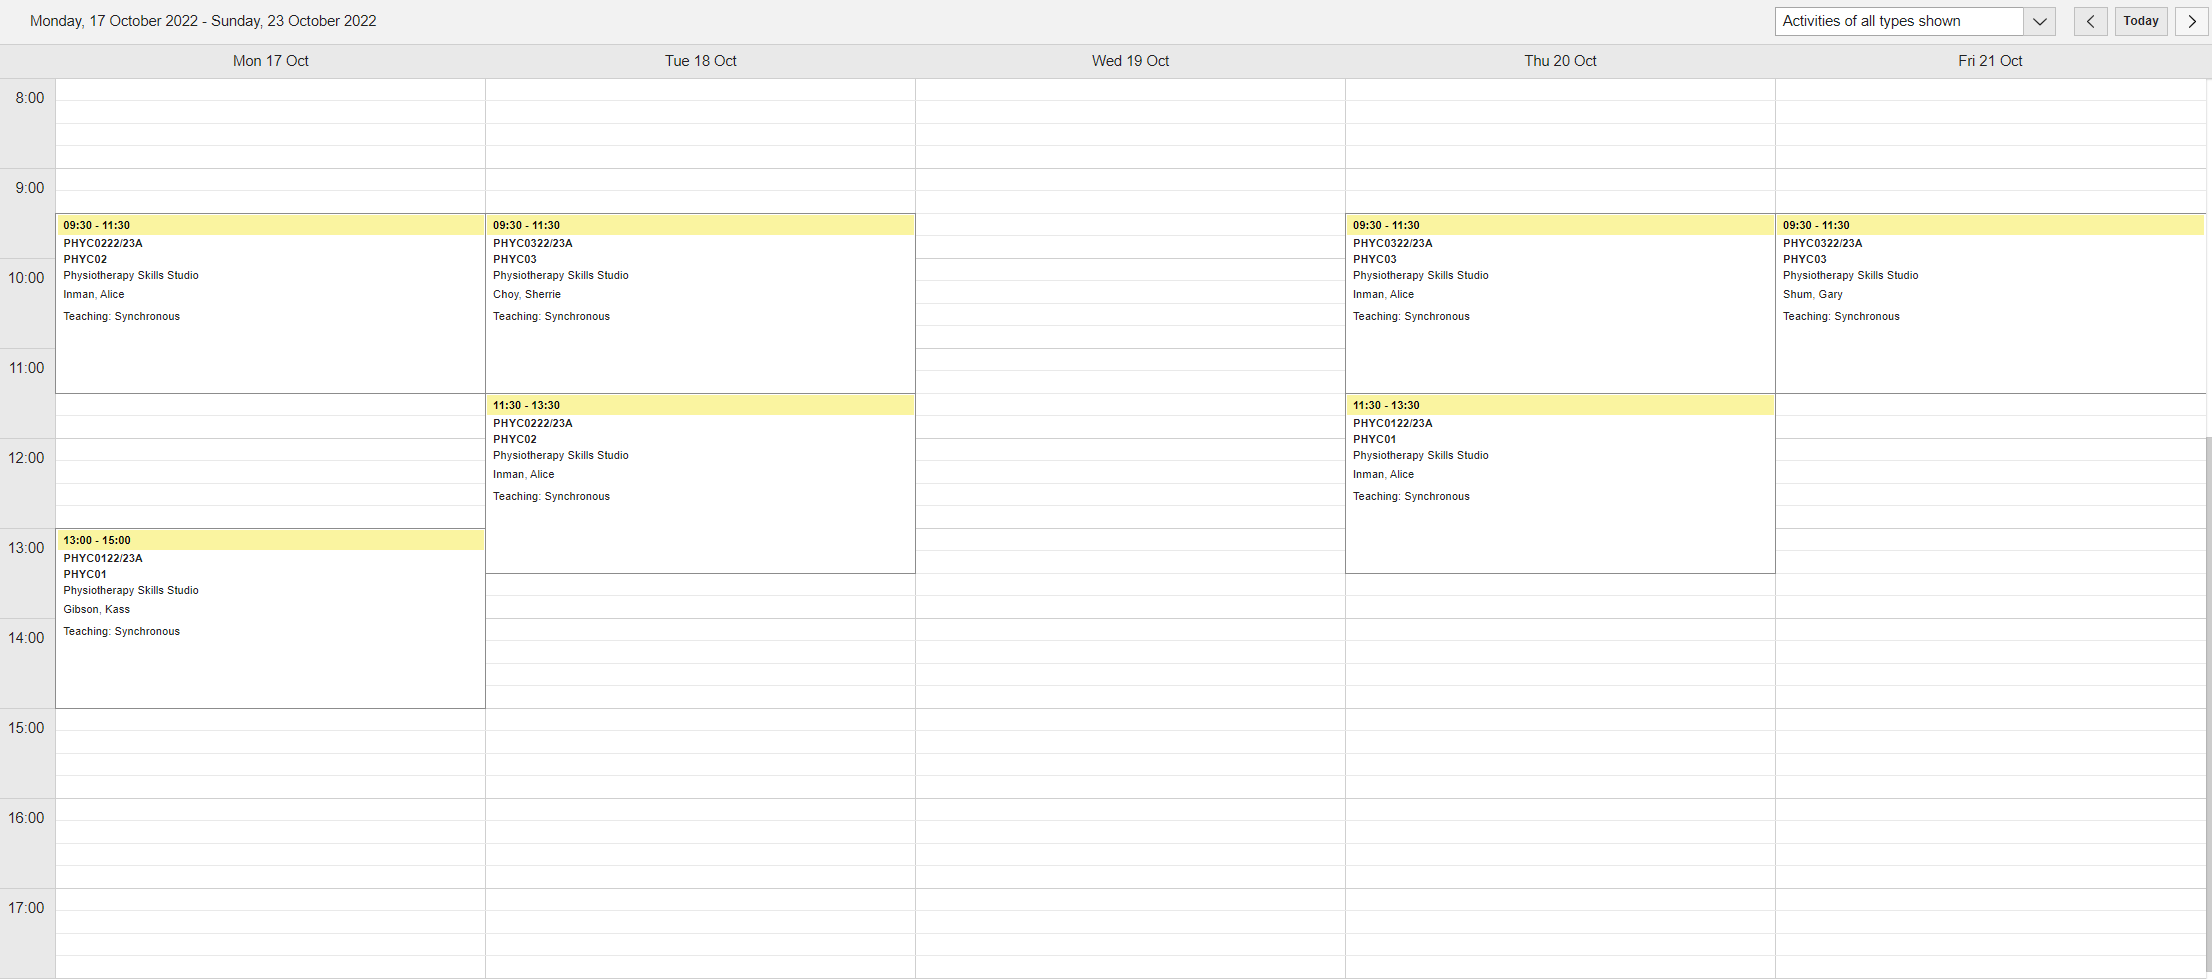 Monday, 17 October 2022 - Sunday, 23 October 2022
Activities of all types shown
Today
Mon 17 Oct
Tue 18 Oct
Wed 19 Oct
Thu 20 Oct
Fri 21 Oct
8:00
9:00
10:00
11:00
12:00
13:00
14:00
15:00
16:00
17:00
09:30 - 11:30
PHYC0222/23A
PHYC02
Physiotherapy Skills Studio
Inman, Alice
Teaching: Synchronous
13:00 - 15:00
PHYC0122/23A
PHYC01
Physiotherapy Skills Studio
Gibson, Kass
Teaching: Synchronous
09:30 - 11:30
PHYC0322/23A
PHYC03
Physiotherapy Skills Studio
Choy, Sherrie
Teaching: Synchronous
11:30 - 13:30
PHYC0222/23A
PHYC02
Physiotherapy Skills Studio
Inman, Alice
Teaching: Synchronous
09:30 - 11:30
PHYC0322/23A
PHYC03
Physiotherapy Skills Studio
Inman, Alice
Teaching: Synchronous
11:30 - 13:30
PHYC0122/23A
PHYC01
Physiotherapy Skills Studio
Inman, Alice
Teaching: Synchronous
09:30 - 11:30
PHYC0322/23A
PHYC03
Physiotherapy Skills Studio
Shum, Gary
Teaching: Synchronous